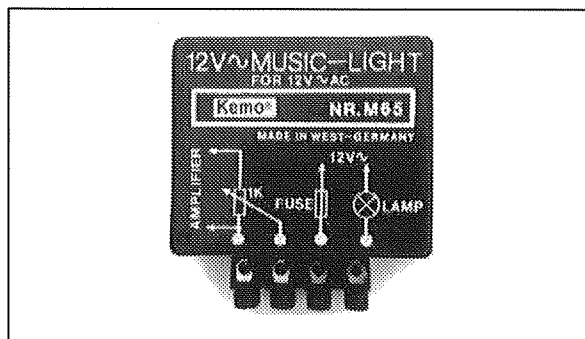 12V∿MUSIC-LIGHT
FOR 12V∿AC
Kemo® NR.M65
MADE IN WEST-GERMANY
12V∿
AMPLIFIER
1K
FUSE
LAMP